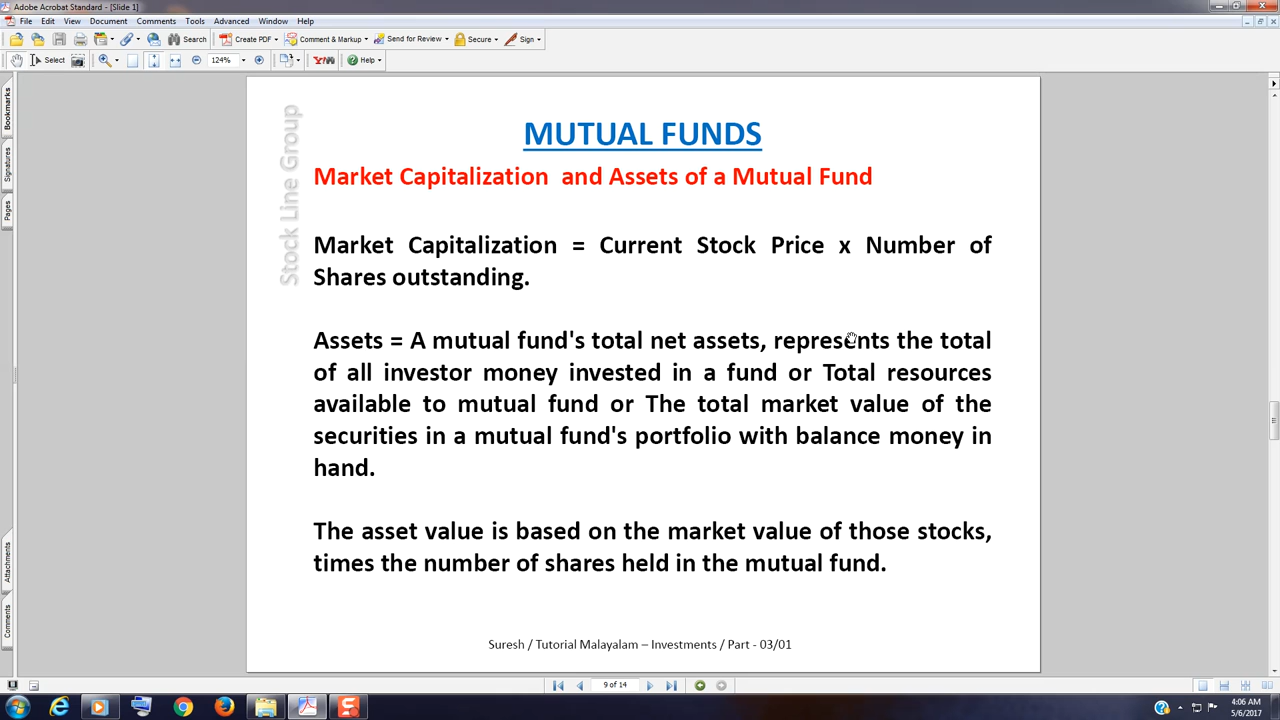 Adobe Acrobat Standard - [Slide 1]
File Edit View Document Comments Tools Advanced Window Help
Search Create PDF Comment & Markup Send for Review Secure Sign
Select 124% Y! Help
Bookmarks
Signatures
Pages
Attachments
Comments
Stock Line Group
MUTUAL FUNDS
Market Capitalization and Assets of a Mutual Fund
Market Capitalization = Current Stock Price x Number of
Shares outstanding.
Assets = A mutual fund's total net assets, represents the total
of all investor money invested in a fund or Total resources
available to mutual fund or The total market value of the
securities in a mutual fund's portfolio with balance money in
hand.
The asset value is based on the market value of those stocks,
times the number of shares held in the mutual fund.
Suresh / Tutorial Malayalam – Investments / Part - 03/01
9 of 14
4:06 AM
5/6/2017